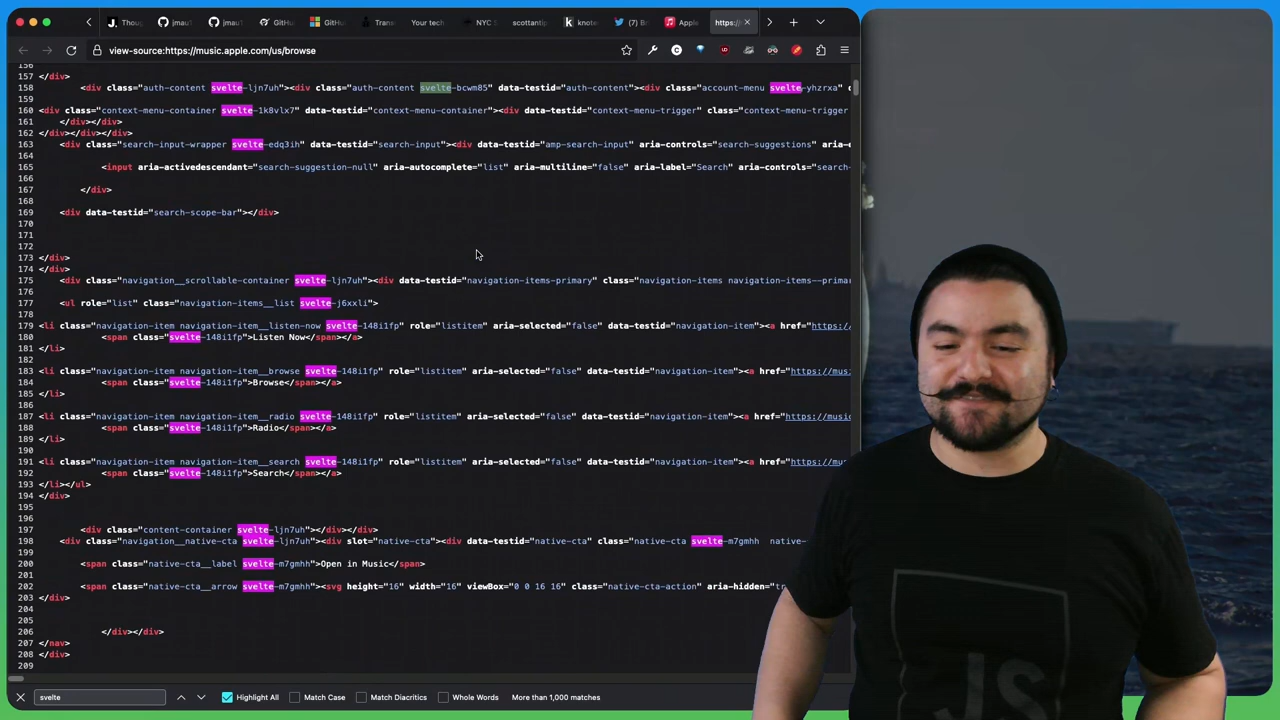 Thoug
jmau1
jmau1
GitHu
GitHu
Trans
Your tech
NYC S
scottantip
knote
(7) Br
Apple
https:/
view-source:https://music.apple.com/us/browse
156
157 </div>
158 <div class="auth-content svelte-ljn7uh"><div class="auth-content svelte-bcwm85" data-testid="auth-content"><div class="account-menu svelte-yhzrxa"
159
160 <div class="context-menu-container svelte-1k8vlx7" data-testid="context-menu-container"><div data-testid="context-menu-trigger" class="context-menu-trigger
161 </div></div>
162 </div></div></div>
163 <div class="search-input-wrapper svelte-edq3ih" data-testid="search-input"><div data-testid="amp-search-input" aria-controls="search-suggestions"
164
165 <input aria-activedescendant="search-suggestion-null" aria-autocomplete="list" aria-multiline="false" aria-label="Search" aria-controls="search-
166
167 </div>
168
169 <div data-testid="search-scope-bar"></div>
170
171
172
173 </div>
174 </div>
175 <div class="navigation__scrollable-container svelte-ljn7uh"><div data-testid="navigation-items-primary" class="navigation-items navigation-items--primar
176
177 <ul role="list" class="navigation-items__list svelte-j6xxli">
178
179 <li class="navigation-item navigation-item__listen-now svelte-148i1fp" role="listitem" aria-selected="false" data-testid="navigation-item"><a href="https:/
180 <span class="svelte-148i1fp">Listen Now</span></a>
181 </li>
182
183 <li class="navigation-item navigation-item__browse svelte-148i1fp" role="listitem" aria-selected="false" data-testid="navigation-item"><a href="https://mus
184 <span class="svelte-148i1fp">Browse</span></a>
185 </li>
186
187 <li class="navigation-item navigation-item__radio svelte-148i1fp" role="listitem" aria-selected="false" data-testid="navigation-item"><a href="https://music
188 <span class="svelte-148i1fp">Radio</span></a>
189 </li>
190
191 <li class="navigation-item navigation-item__search svelte-148i1fp" role="listitem" aria-selected="false" data-testid="navigation-item"><a href="https://musi
192 <span class="svelte-148i1fp">Search</span></a>
193 </li></ul>
194 </div>
195
196
197 <div class="content-container svelte-ljn7uh"></div></div>
198 <div class="navigation__native-cta svelte-ljn7uh"><div slot="native-cta"><div data-testid="native-cta" class="native-cta svelte-m7gmhh native-
199
200 <span class="native-cta__label svelte-m7gmhh">Open in Music</span>
201
202 <span class="native-cta__arrow svelte-m7gmhh"><svg height="16" width="16" viewBox="0 0 16 16" class="native-cta-action" aria-hidden="tr
203 </div>
204
205
206 </div></div>
207 </nav>
208 </div>
209
svelte
Highlight All
Match Case
Match Diacritics
Whole Words
More than 1,000 matches
JS